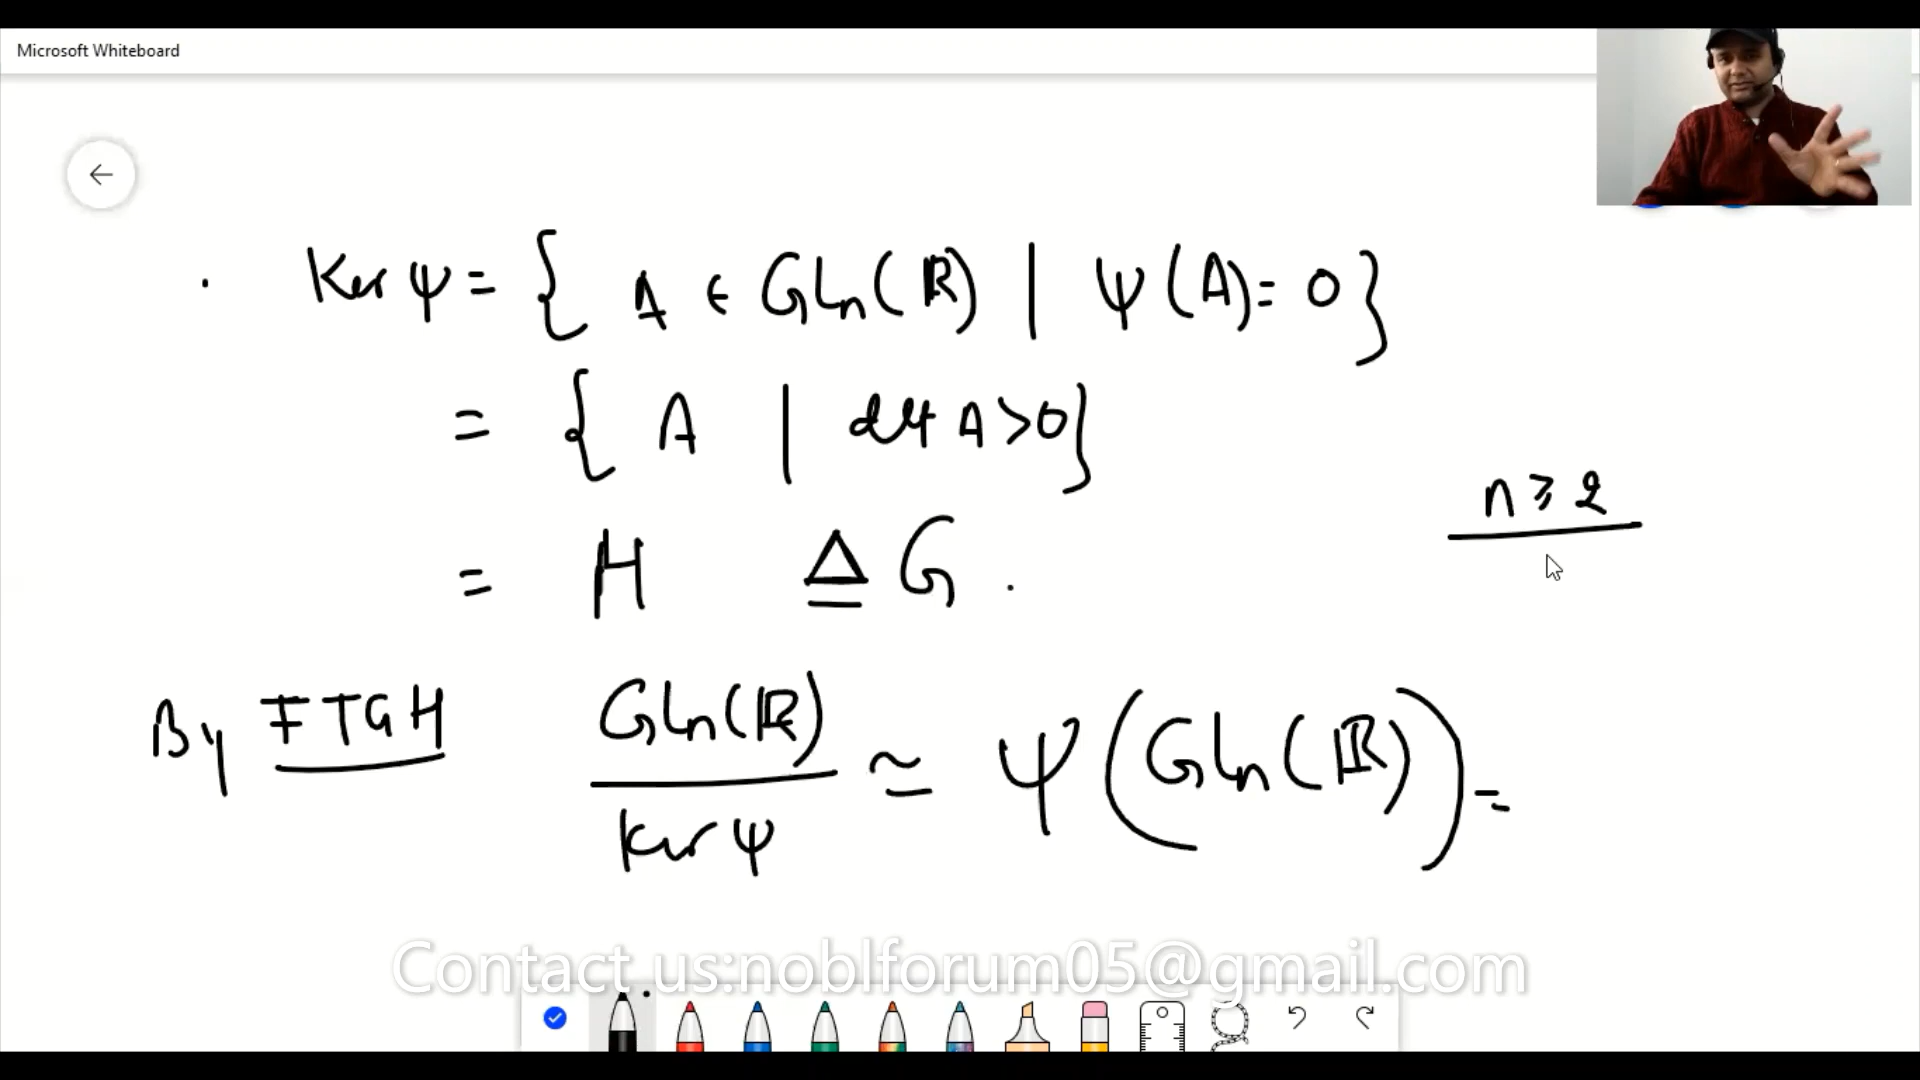 Microsoft Whiteboard
. Ker ψ = { A ∈ Gln(ℝ) | ψ(A) = 0 }
= { A | det A > 0 }
n ≥ 2
= H Δ G .
By FTGH Gln(ℝ) / Ker ψ ≃ ψ(Gln(ℝ)) =
Contact us:noblforum05@gmail.com